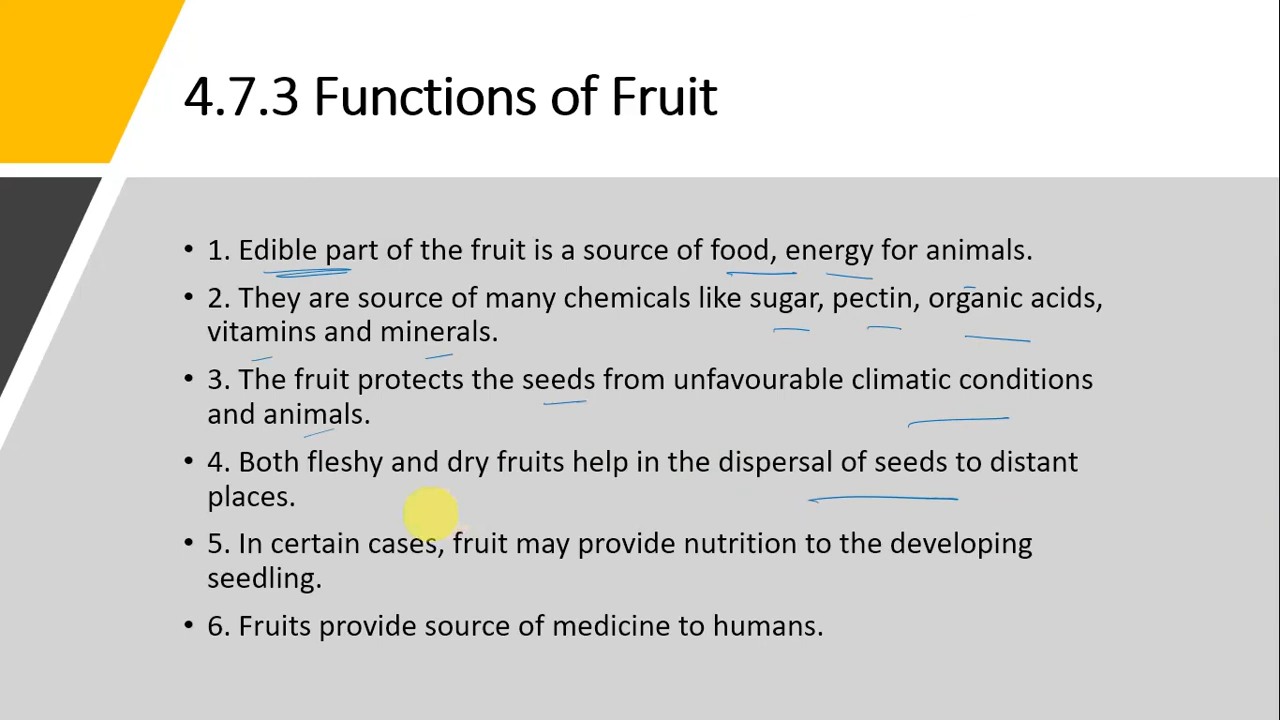 4.7.3 Functions of Fruit
• 1. Edible part of the fruit is a source of food, energy for animals.
• 2. They are source of many chemicals like sugar, pectin, organic acids,
vitamins and minerals.
• 3. The fruit protects the seeds from unfavourable climatic conditions
and animals.
• 4. Both fleshy and dry fruits help in the dispersal of seeds to distant
places.
• 5. In certain cases, fruit may provide nutrition to the developing
seedling.
• 6. Fruits provide source of medicine to humans.